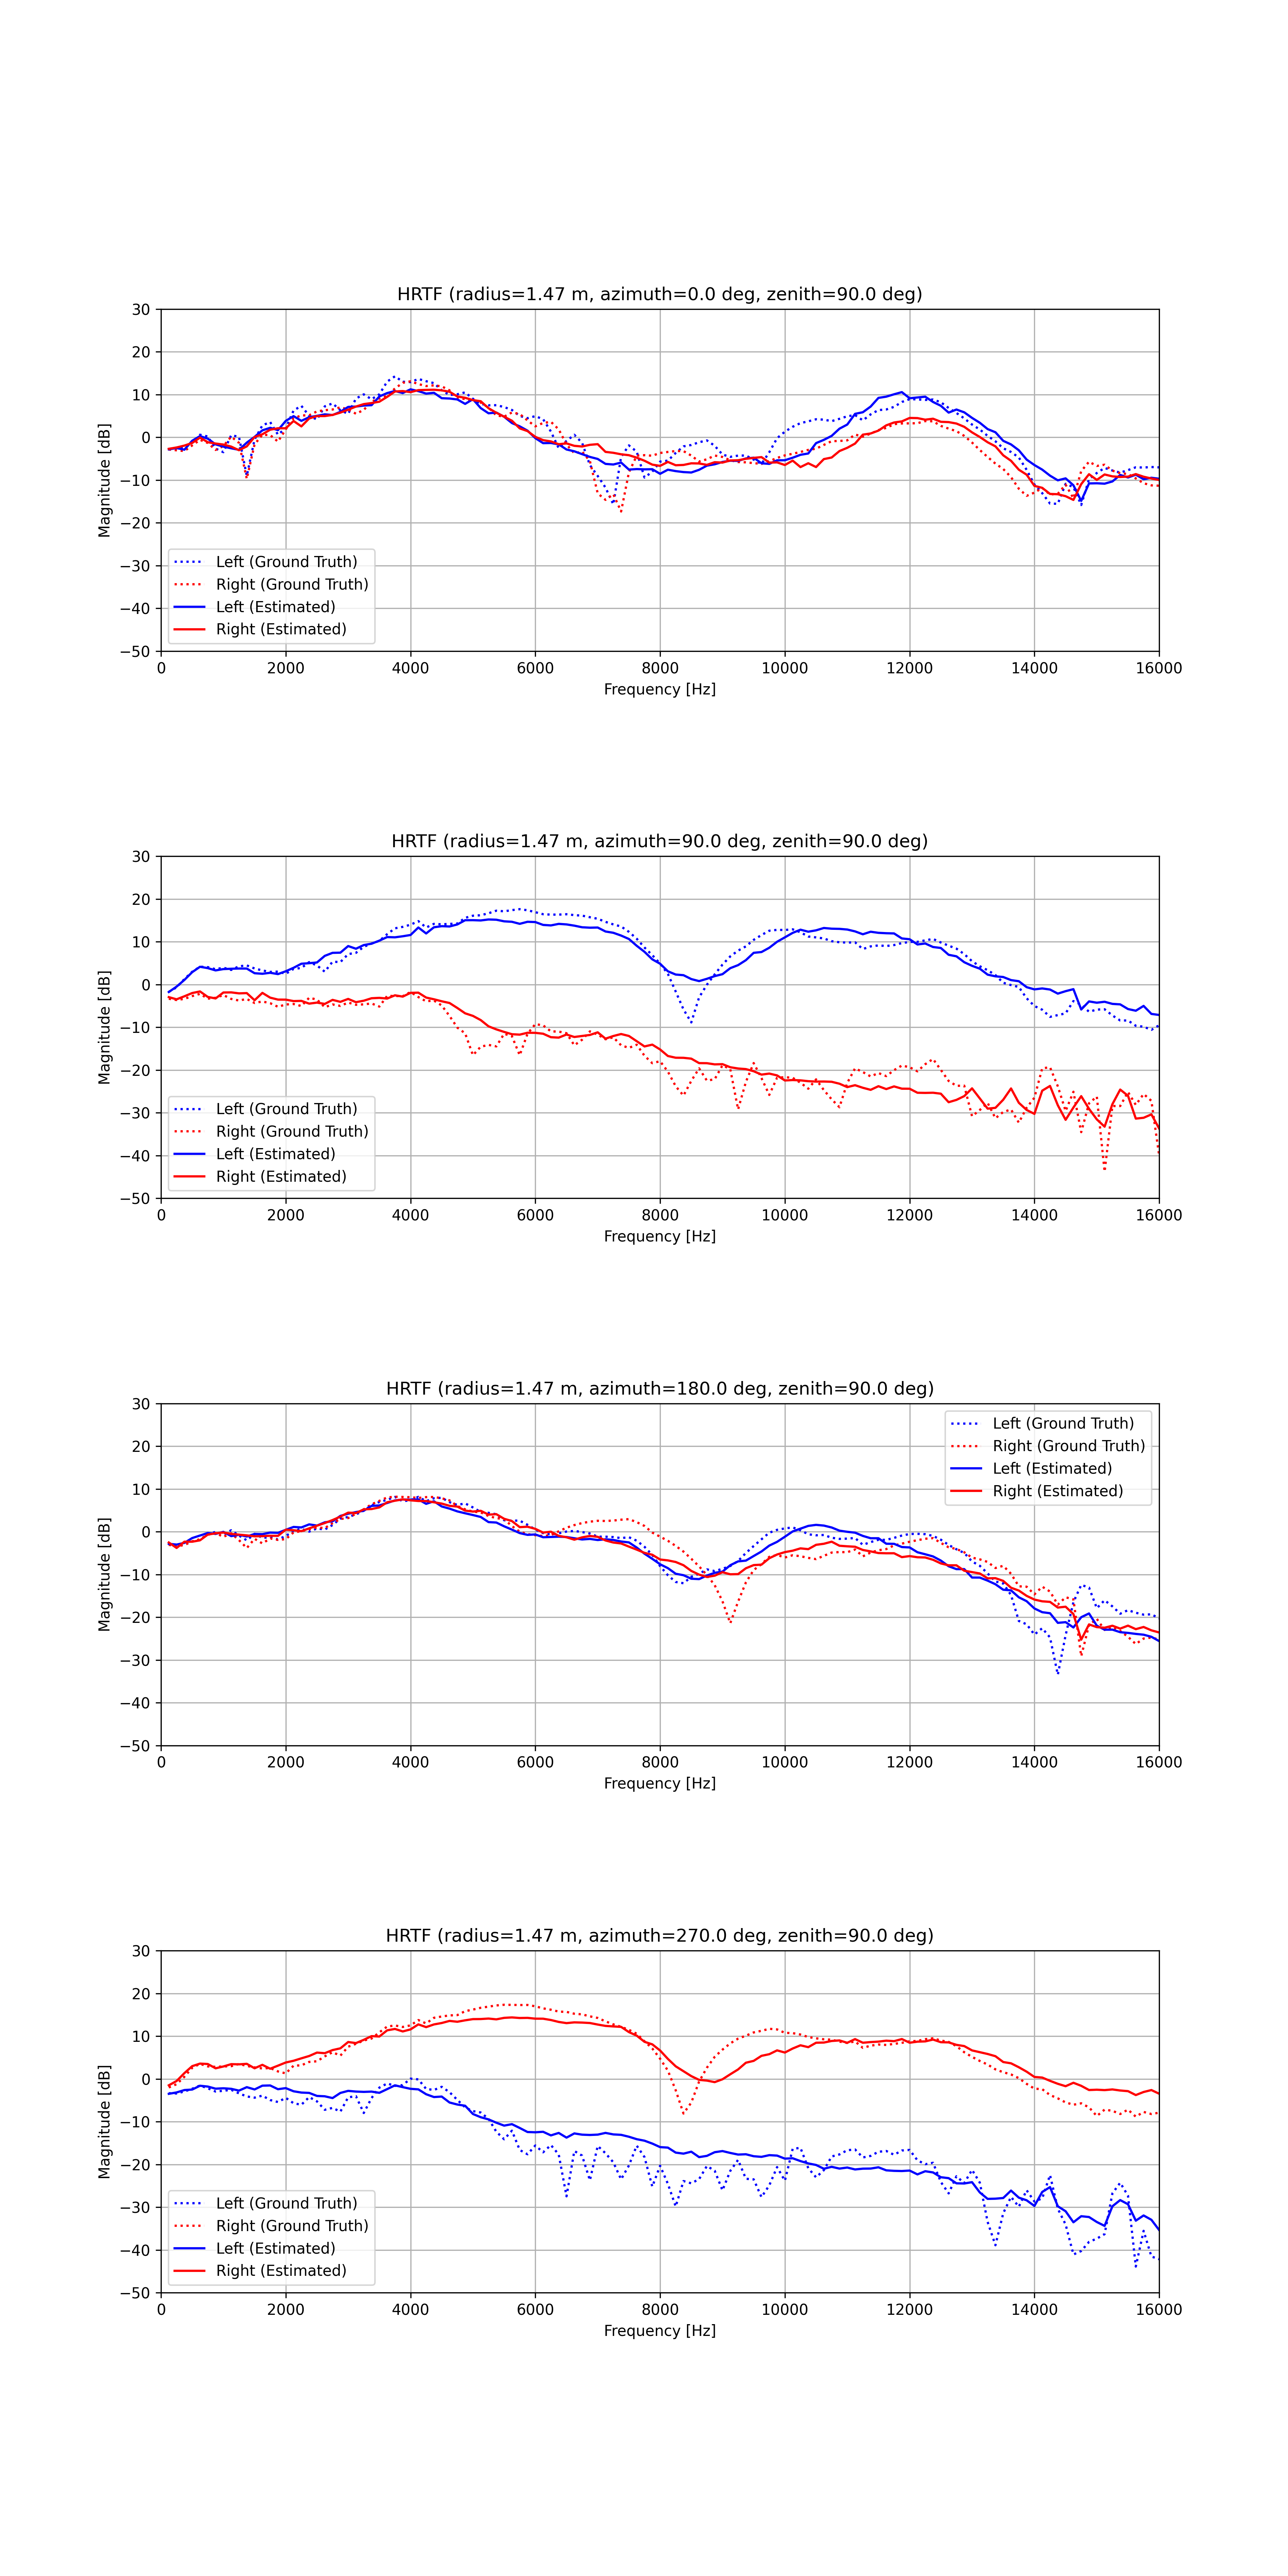 HRTF (radius=1.47 m, azimuth=0.0 deg, zenith=90.0 deg)
30
20
10
0
−10
−20
−30
−40
−50
Magnitude [dB]
Left (Ground Truth)
Right (Ground Truth)
Left (Estimated)
Right (Estimated)
0 2000 4000 6000 8000 10000 12000 14000 16000
Frequency [Hz]
HRTF (radius=1.47 m, azimuth=90.0 deg, zenith=90.0 deg)
30
20
10
0
−10
−20
−30
−40
−50
Magnitude [dB]
Left (Ground Truth)
Right (Ground Truth)
Left (Estimated)
Right (Estimated)
0 2000 4000 6000 8000 10000 12000 14000 16000
Frequency [Hz]
HRTF (radius=1.47 m, azimuth=180.0 deg, zenith=90.0 deg)
30
20
10
0
−10
−20
−30
−40
−50
Magnitude [dB]
Left (Ground Truth)
Right (Ground Truth)
Left (Estimated)
Right (Estimated)
0 2000 4000 6000 8000 10000 12000 14000 16000
Frequency [Hz]
HRTF (radius=1.47 m, azimuth=270.0 deg, zenith=90.0 deg)
30
20
10
0
−10
−20
−30
−40
−50
Magnitude [dB]
Left (Ground Truth)
Right (Ground Truth)
Left (Estimated)
Right (Estimated)
0 2000 4000 6000 8000 10000 12000 14000 16000
Frequency [Hz]